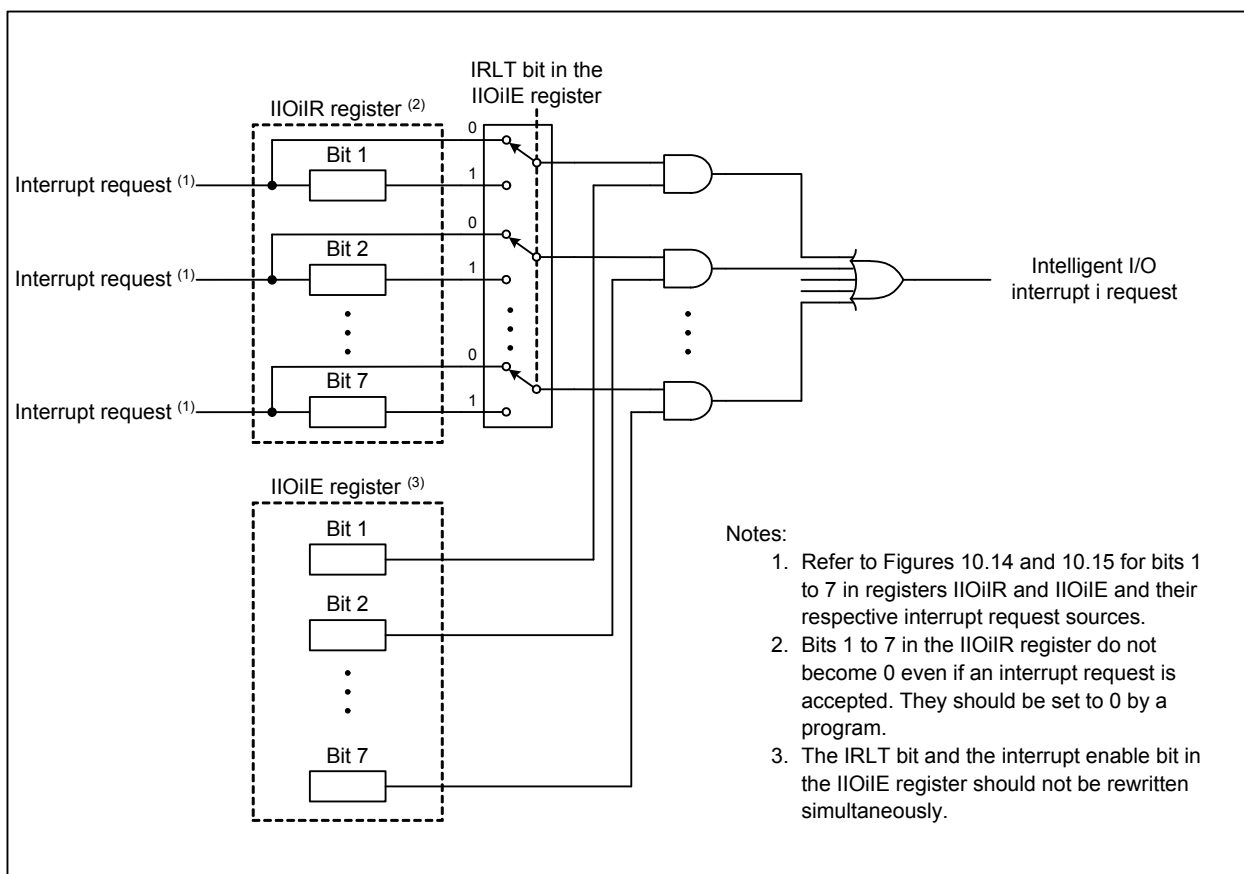 IRLT bit in the
IIOiIE register
IIOiIR register (2)
0
Bit 1
Interrupt request (1)
1
0
Bit 2
Interrupt request (1)
1
0
Bit 7
Interrupt request (1)
1
Intelligent I/O
interrupt i request
IIOiIE register (3)
Bit 1
Bit 2
Bit 7
Notes:
1. Refer to Figures 10.14 and 10.15 for bits 1
to 7 in registers IIOiIR and IIOiIE and their
respective interrupt request sources.
2. Bits 1 to 7 in the IIOiIR register do not
become 0 even if an interrupt request is
accepted. They should be set to 0 by a
program.
3. The IRLT bit and the interrupt enable bit in
the IIOiIE register should not be rewritten
simultaneously.